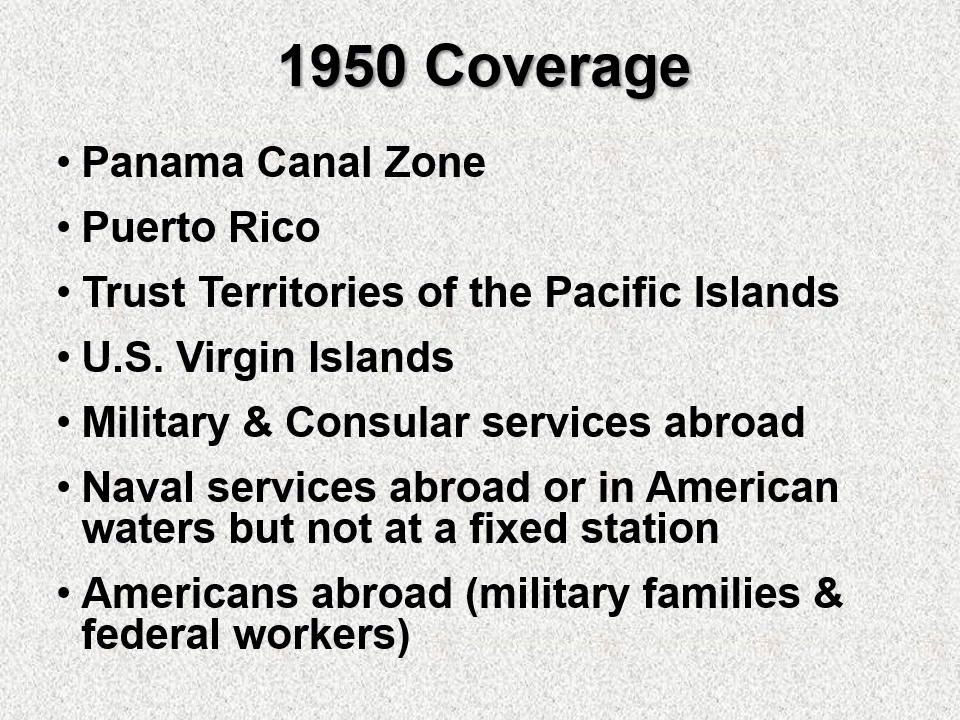 1950 Coverage
• Panama Canal Zone
• Puerto Rico
• Trust Territories of the Pacific Islands
• U.S. Virgin Islands
• Military & Consular services abroad
• Naval services abroad or in American
waters but not at a fixed station
• Americans abroad (military families &
federal workers)